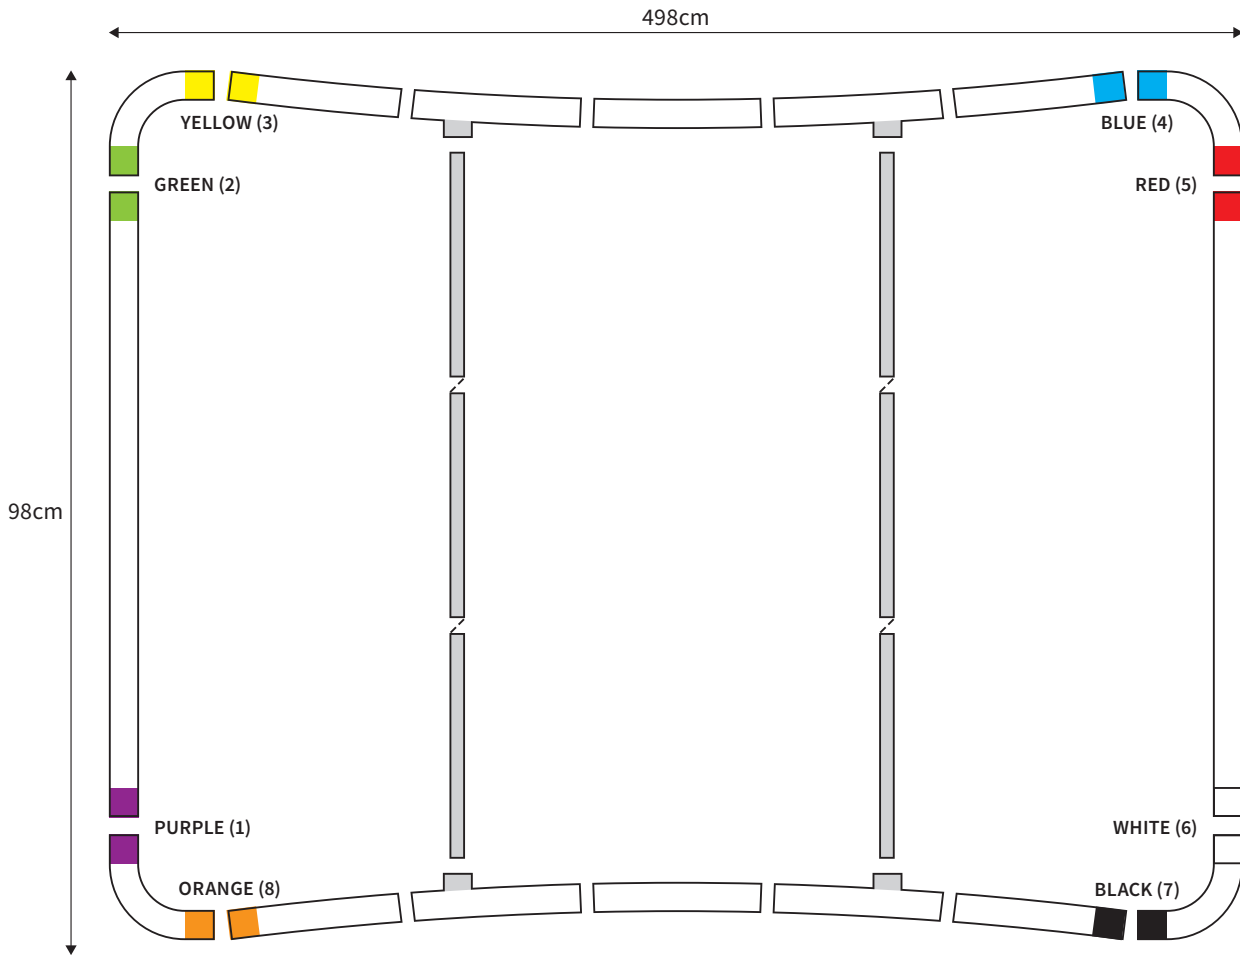 498cm
YELLOW (3)
BLUE (4)
GREEN (2)
RED (5)
98cm
PURPLE (1)
WHITE (6)
ORANGE (8)
BLACK (7)